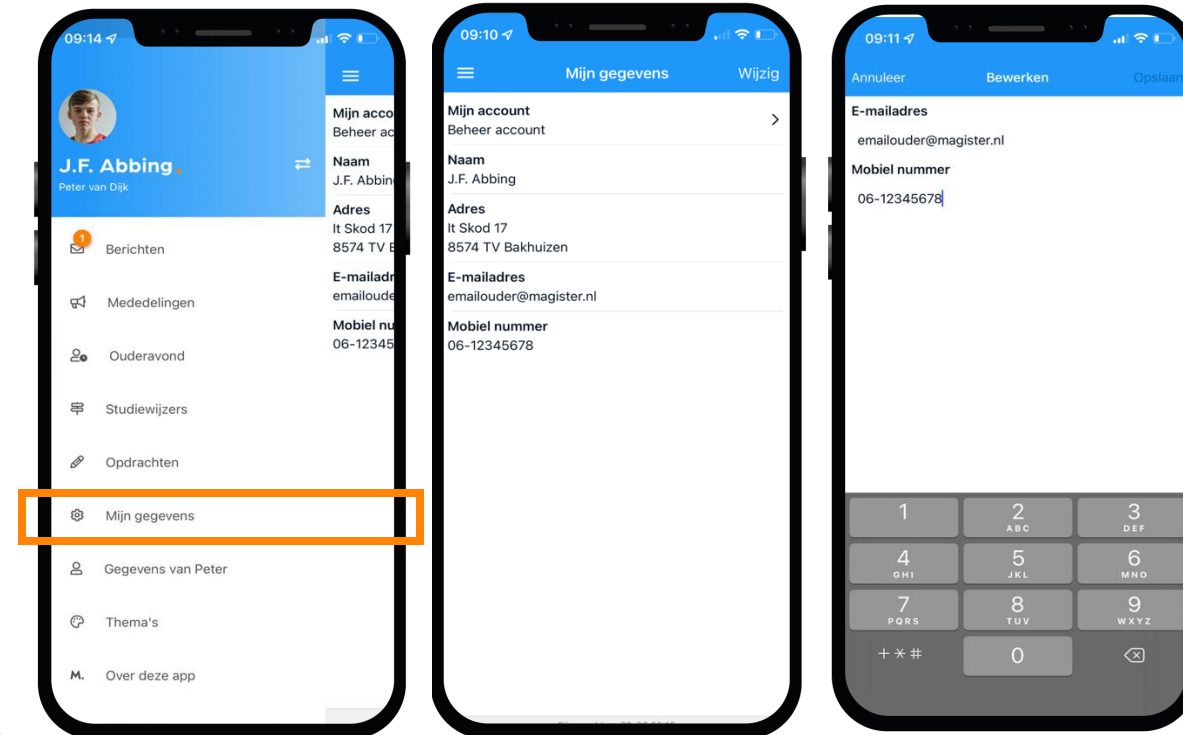 09:14
J.F. Abbing.
Peter van Dijk
1
Berichten
Mededelingen
Ouderavond
Studiewijzers
Opdrachten
Mijn gegevens
Gegevens van Peter
Thema's
M. Over deze app
Mijn acco
Beheer ac
Naam
J.F. Abbin
Adres
It Skod 17
8574 TV B
E-mailadr
emailoude
Mobiel nu
06-12345
09:10
Mijn gegevens Wijzig
Mijn account
Beheer account
Naam
J.F. Abbing
Adres
It Skod 17
8574 TV Bakhuizen
E-mailadres
emailouder@magister.nl
Mobiel nummer
06-12345678
09:11
Annuleer Bewerken Opslaan
E-mailadres
emailouder@magister.nl
Mobiel nummer
06-12345678
1 2 3
ABC DEF
4 5 6
GHI JKL MNO
7 8 9
PQRS TUV WXYZ
+*# 0